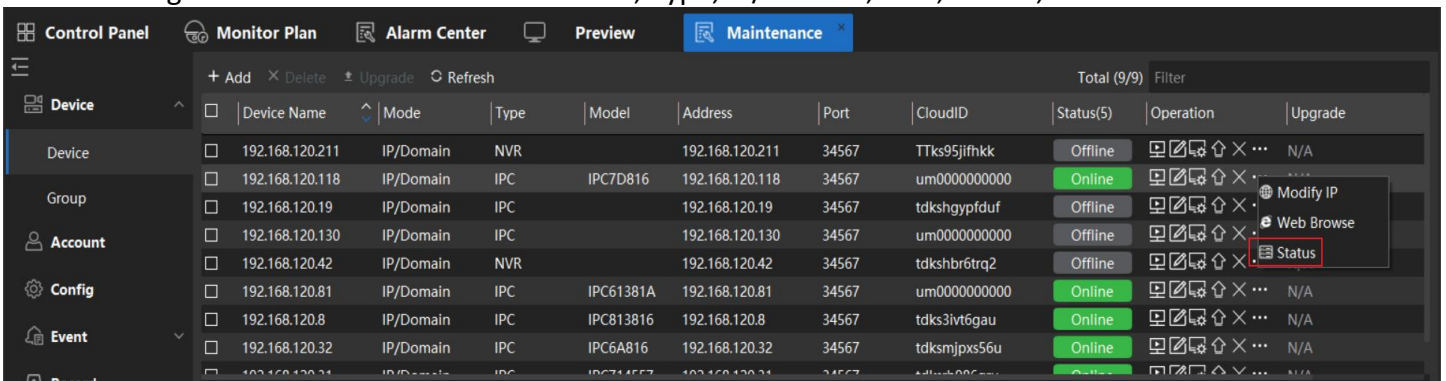 Control Panel Monitor Plan Alarm Center Preview Maintenance
+ Add Delete Upgrade Refresh Total (9/9) Filter
Device
Device Name Mode Type Model Address Port CloudID Status(5) Operation Upgrade
Device
192.168.120.211 IP/Domain NVR 192.168.120.211 34567 TTks95jifhkk Offline N/A
192.168.120.118 IP/Domain IPC IPC7D816 192.168.120.118 34567 um0000000000 Online
Modify IP
Group
192.168.120.19 IP/Domain IPC 192.168.120.19 34567 tdkshgypfduf Offline
Web Browse
Account
192.168.120.130 IP/Domain IPC 192.168.120.130 34567 um0000000000 Offline
Status
192.168.120.42 IP/Domain NVR 192.168.120.42 34567 tdkshbr6trq2 Offline
Config
192.168.120.81 IP/Domain IPC IPC61381A 192.168.120.81 34567 um0000000000 Online N/A
192.168.120.8 IP/Domain IPC IPC813816 192.168.120.8 34567 tdks3ivt6gau Online N/A
Event
192.168.120.32 IP/Domain IPC IPC6A816 192.168.120.32 34567 tdksmjpxs56u Online N/A